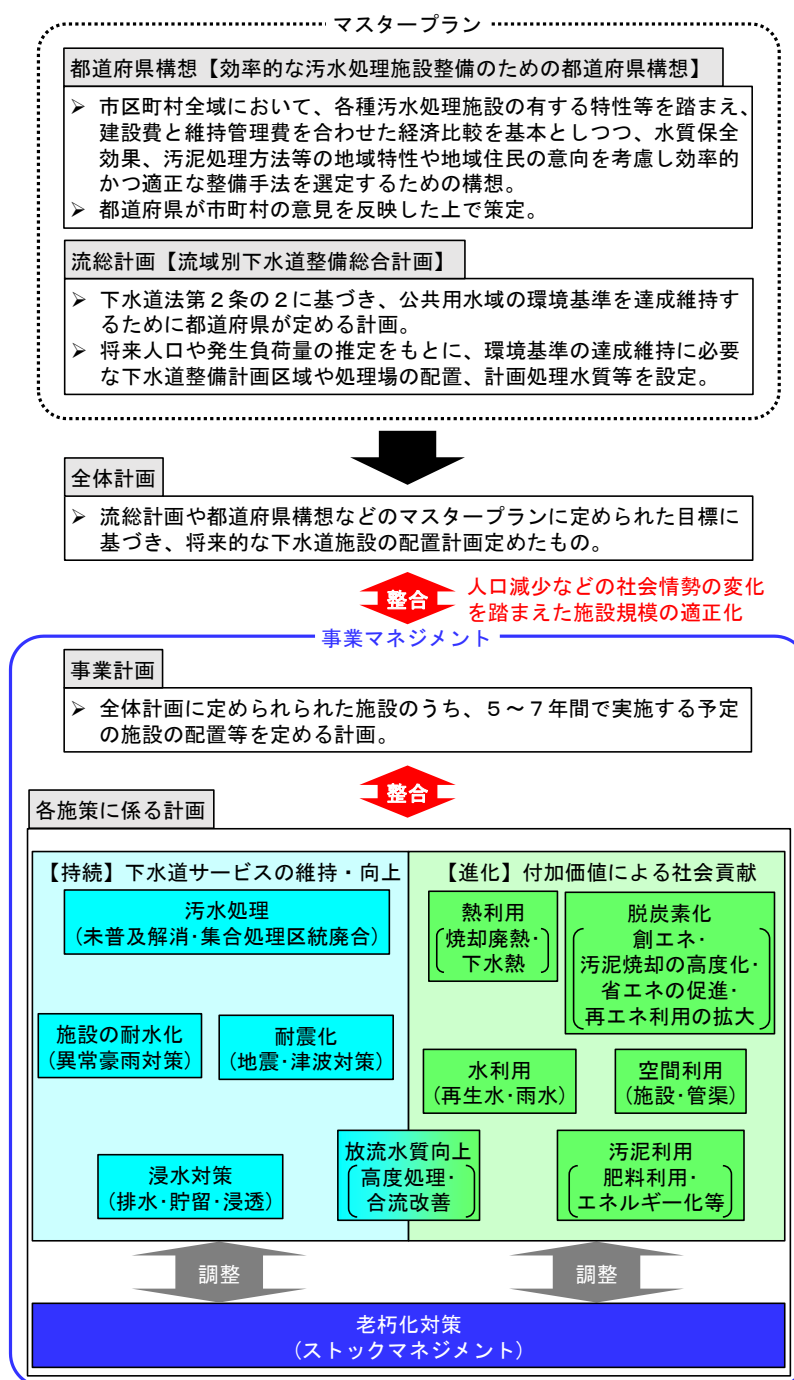 マスタープラン
都道府県構想【効率的な汚水処理施設整備のための都道府県構想】
➢ 市区町村全域において、各種汚水処理施設の有する特性等を踏まえ、
建設費と維持管理費を合わせた経済比較を基本としつつ、水質保全
効果、汚泥処理方法等の地域特性や地域住民の意向を考慮し効率的
かつ適正な整備手法を選定するための構想。
➢ 都道府県が市町村の意見を反映した上で策定。
流総計画【流域別下水道整備総合計画】
➢ 下水道法第２条の２に基づき、公共用水域の環境基準を達成維持す
るために都道府県が定める計画。
➢ 将来人口や発生負荷量の推定をもとに、環境基準の達成維持に必要
な下水道整備計画区域や処理場の配置、計画処理水質等を設定。
全体計画
➢ 流総計画や都道府県構想などのマスタープランに定められた目標に
基づき、将来的な下水道施設の配置計画定めたもの。
整合
人口減少などの社会情勢の変化
を踏まえた施設規模の適正化
事業マネジメント
事業計画
➢ 全体計画に定められられた施設のうち、５～７年間で実施する予定
の施設の配置等を定める計画。
整合
各施策に係る計画
【持続】下水道サービスの維持・向上
汚水処理
(未普及解消･集合処理区統廃合)
施設の耐水化
(異常豪雨対策)
耐震化
(地震･津波対策)
浸水対策
(排水･貯留･浸透)
放流水質向上
高度処理･
合流改善
【進化】付加価値による社会貢献
熱利用
焼却廃熱･
下水熱
脱炭素化
創エネ･
汚泥焼却の高度化･
省エネの促進･
再エネ利用の拡大
水利用
(再生水･雨水)
空間利用
(施設･管渠)
汚泥利用
肥料利用･
エネルギー化等
調整
調整
老朽化対策
(ストックマネジメント)